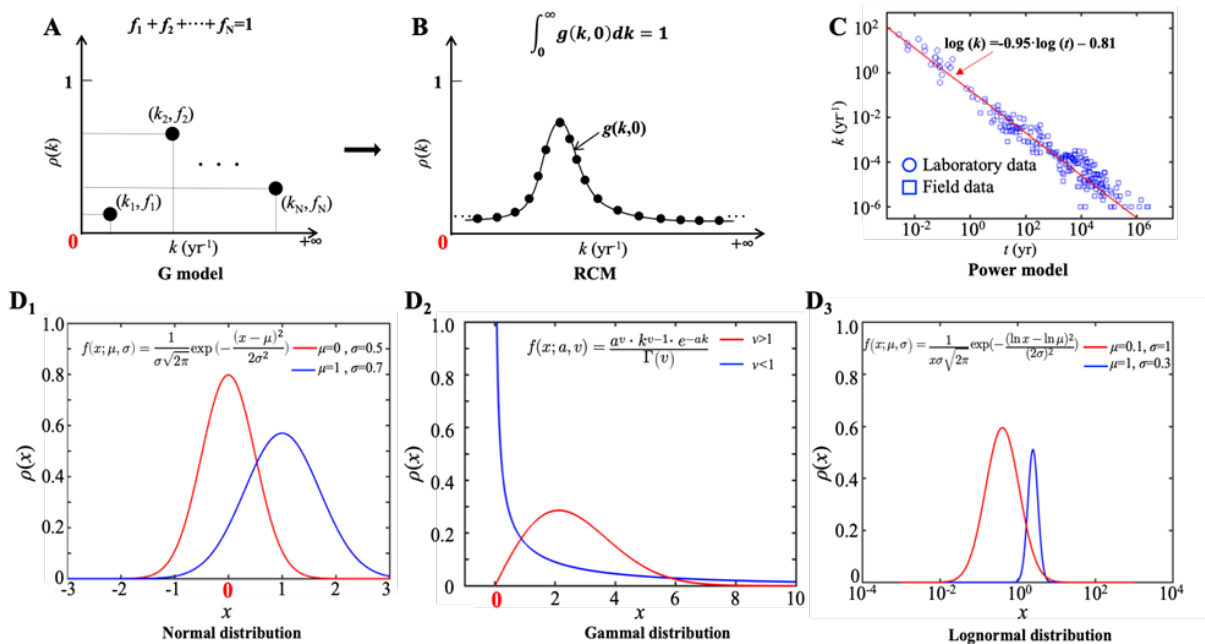 A
f₁ + f₂ +⋯+ f_N=1
1
(k₂, f₂)
. . .
(k₁, f₁)
(k_N, f_N)
ρ(k)
0
k (yr⁻¹)
+∞
G model
B
∫₀^∞ g(k, 0)dk = 1
1
g(k,0)
ρ(k)
...
...
0
k (yr⁻¹)
+∞
RCM
C
10²
10⁰
10⁻²
10⁻⁴
10⁻⁶
k (yr⁻¹)
log (k) =-0.95·log (t) − 0.81
Laboratory data
Field data
10⁻² 10⁰ 10² 10⁴ 10⁶
t (yr)
Power model
D₁
1.0
0.8
0.6
0.4
0.2
0
ρ(x)
f(x; μ, σ) = 1/(σ√2π) exp (−(x − μ)²/2σ²)
μ=0 , σ=0.5
μ=1 , σ=0.7
-3 -2 -1 0 1 2 3
x
Normal distribution
D₂
1.0
0.8
0.6
0.4
0.2
0
ρ(x)
f(x; a, v) = a^v · k^(v−1) · e^(−ak)/Γ(v)
v>1
v<1
0 2 4 6 8 10
x
Gammal distribution
D₃
1.0
0.8
0.6
0.4
0.2
0
ρ(x)
f(x; μ, σ) = 1/(xσ√2π) exp(−(ln x − ln μ)²/(2σ)²)
μ=0.1, σ=1
μ=1, σ=0.3
10⁻⁴ 10⁻² 10⁰ 10² 10⁴
x
Lognormal distribution